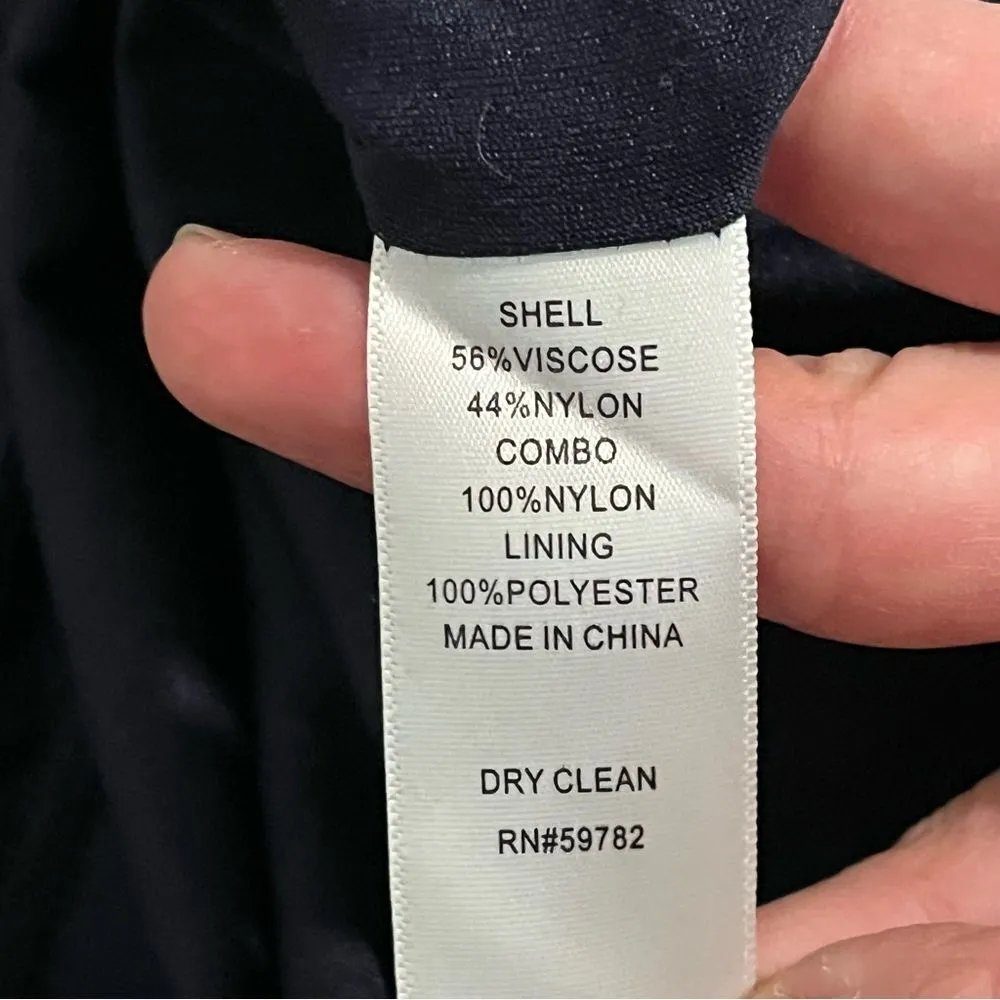 SHELL
56%VISCOSE
44%NYLON
COMBO
100%NYLON
LINING
100%POLYESTER
MADE IN CHINA
DRY CLEAN
RN#59782